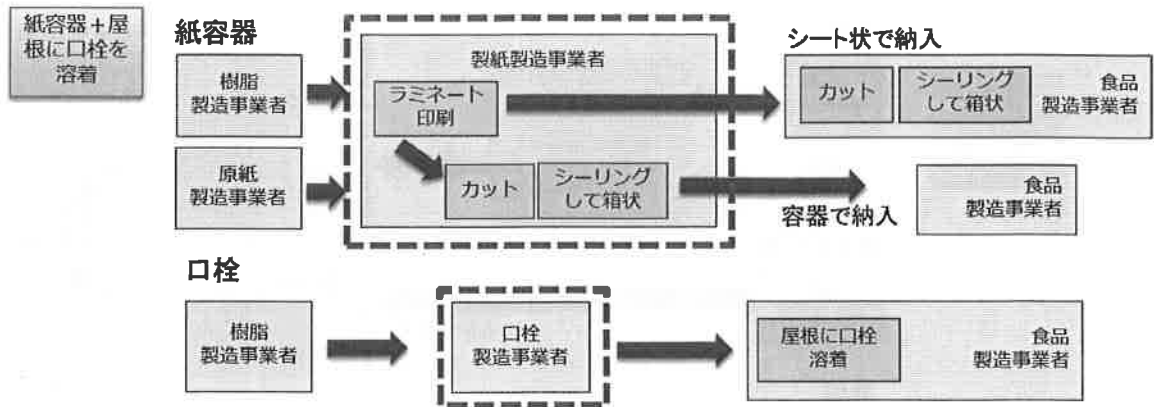 紙容器＋屋
根に口栓を
溶着
紙容器
樹脂
製造事業者
原紙
製造事業者
製紙製造事業者
ラミネート
印刷
カット
シーリング
して箱状
シート状で納入
カット
シーリング
して箱状
食品
製造事業者
容器で納入
食品
製造事業者
口栓
樹脂
製造事業者
口栓
製造事業者
屋根に口栓
溶着
食品
製造事業者